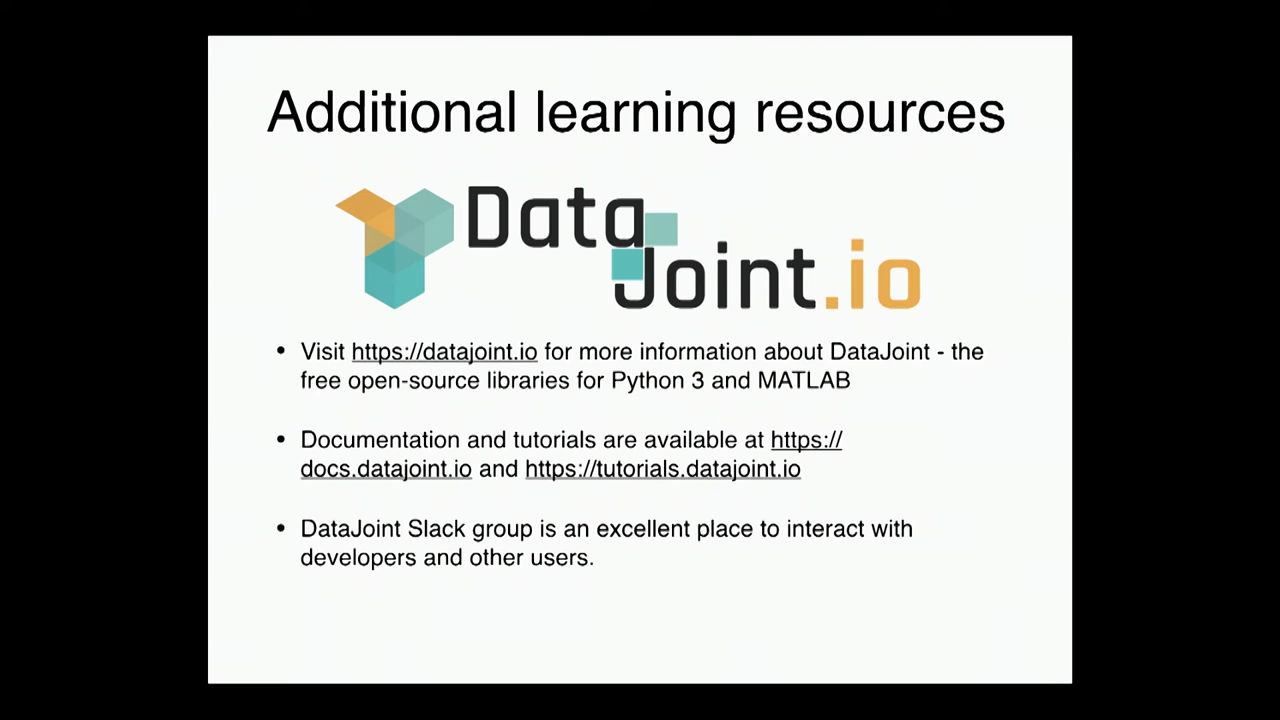 Additional learning resources
Data
Joint.io
• Visit https://datajoint.io for more information about DataJoint - the
free open-source libraries for Python 3 and MATLAB
• Documentation and tutorials are available at https://
docs.datajoint.io and https://tutorials.datajoint.io
• DataJoint Slack group is an excellent place to interact with
developers and other users.